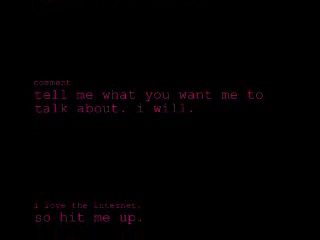 comment
tell me what you want me to
talk about. i will.
i love the internet.
so hit me up.